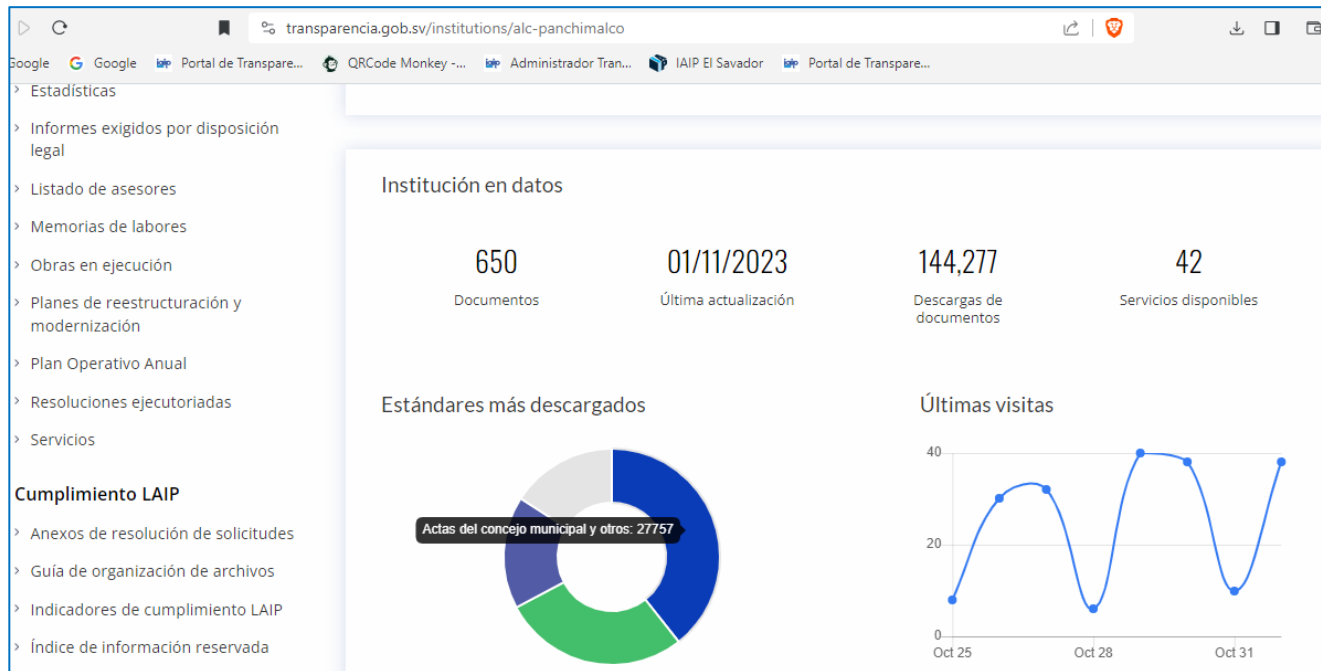 transparencia.gob.sv/institutions/alc-panchimalco
Google
Google
Portal de Transpare...
QRCode Monkey -...
Administrador Tran...
IAIP El Savador
Portal de Transpare...
Estadísticas
Informes exigidos por disposición
legal
Listado de asesores
Memorias de labores
Obras en ejecución
Planes de reestructuración y
modernización
Plan Operativo Anual
Resoluciones ejecutoriadas
Servicios
Cumplimiento LAIP
Anexos de resolución de solicitudes
Guía de organización de archivos
Indicadores de cumplimiento LAIP
Índice de información reservada
Institución en datos
650
Documentos
01/11/2023
Última actualización
144,277
Descargas de
documentos
42
Servicios disponibles
Estándares más descargados
Actas del concejo municipal y otros: 27757
Últimas visitas
40
20
0
Oct 25
Oct 28
Oct 31